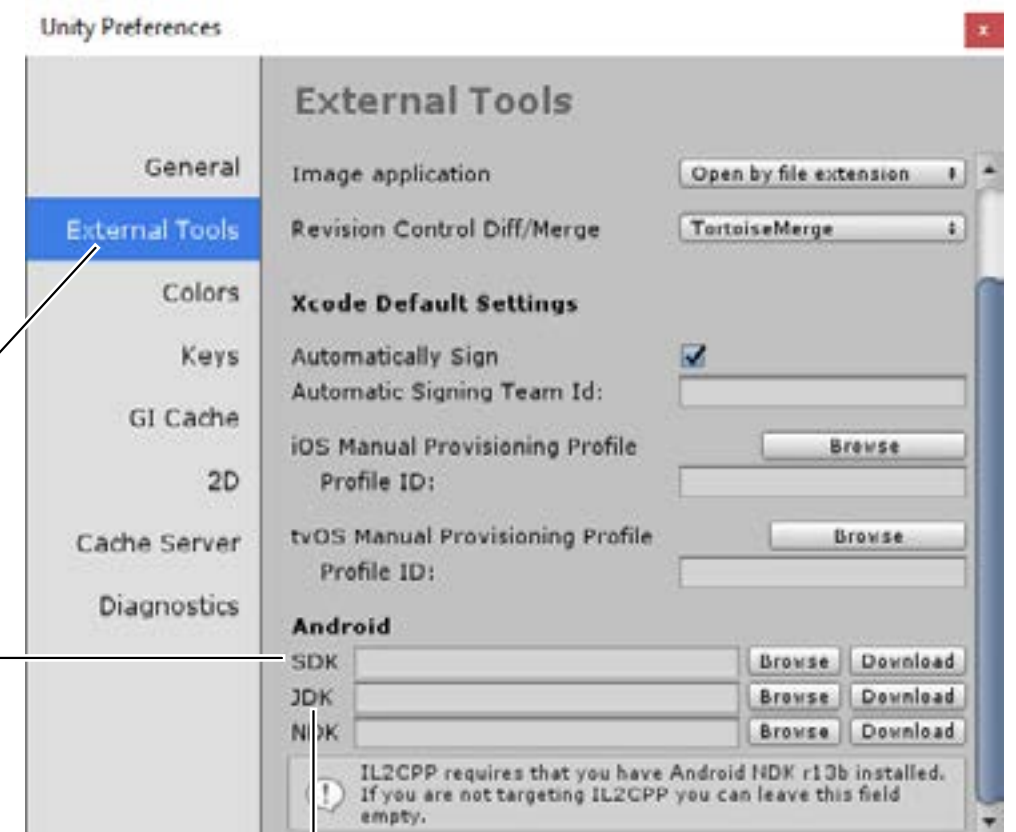 Unity Preferences
x
External Tools
General
External Tools
Colors
Keys
GI Cache
2D
Cache Server
Diagnostics
Image application Open by file extension
Revision Control Diff/Merge TortoiseMerge
Xcode Default Settings
Automatically Sign
Automatic Signing Team Id:
iOS Manual Provisioning Profile Browse
Profile ID:
tvOS Manual Provisioning Profile Browse
Profile ID:
Android
SDK Browse Download
JDK Browse Download
NDK Browse Download
IL2CPP requires that you have Android NDK r13b installed.
If you are not targeting IL2CPP you can leave this field
empty.